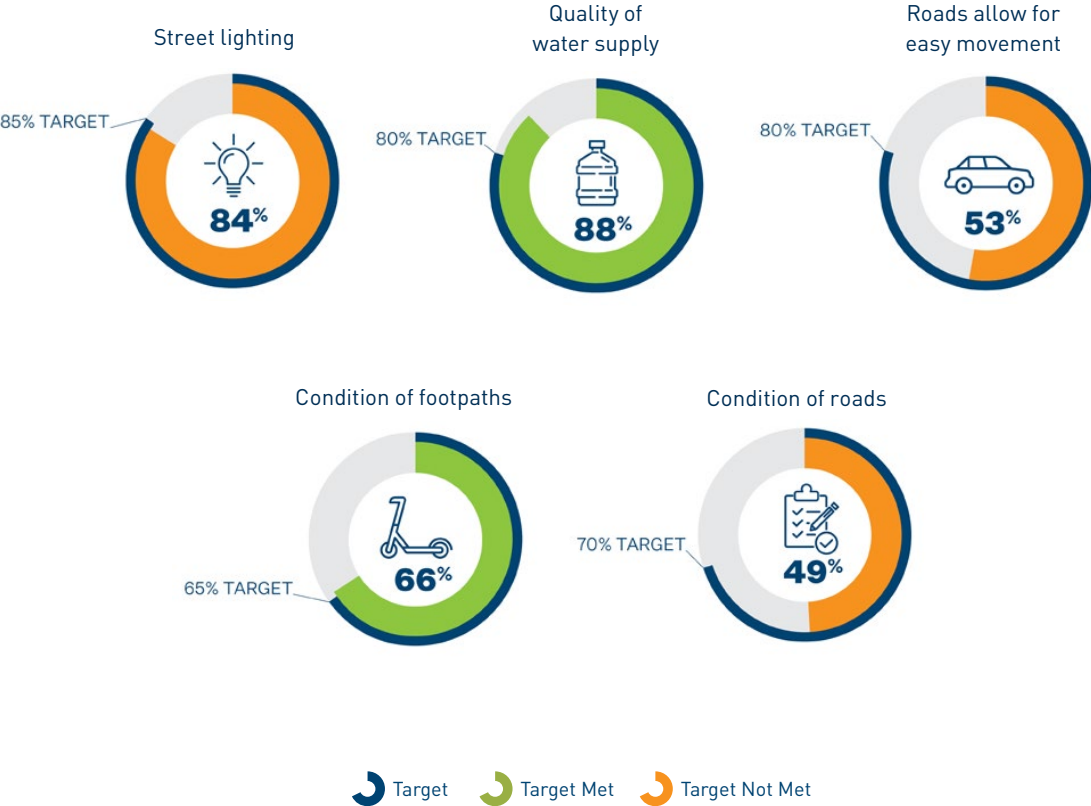 Street lighting
85% TARGET
84%
Quality of
water supply
80% TARGET
88%
Roads allow for
easy movement
80% TARGET
53%
Condition of footpaths
65% TARGET
66%
Condition of roads
70% TARGET
49%
Target
Target Met
Target Not Met